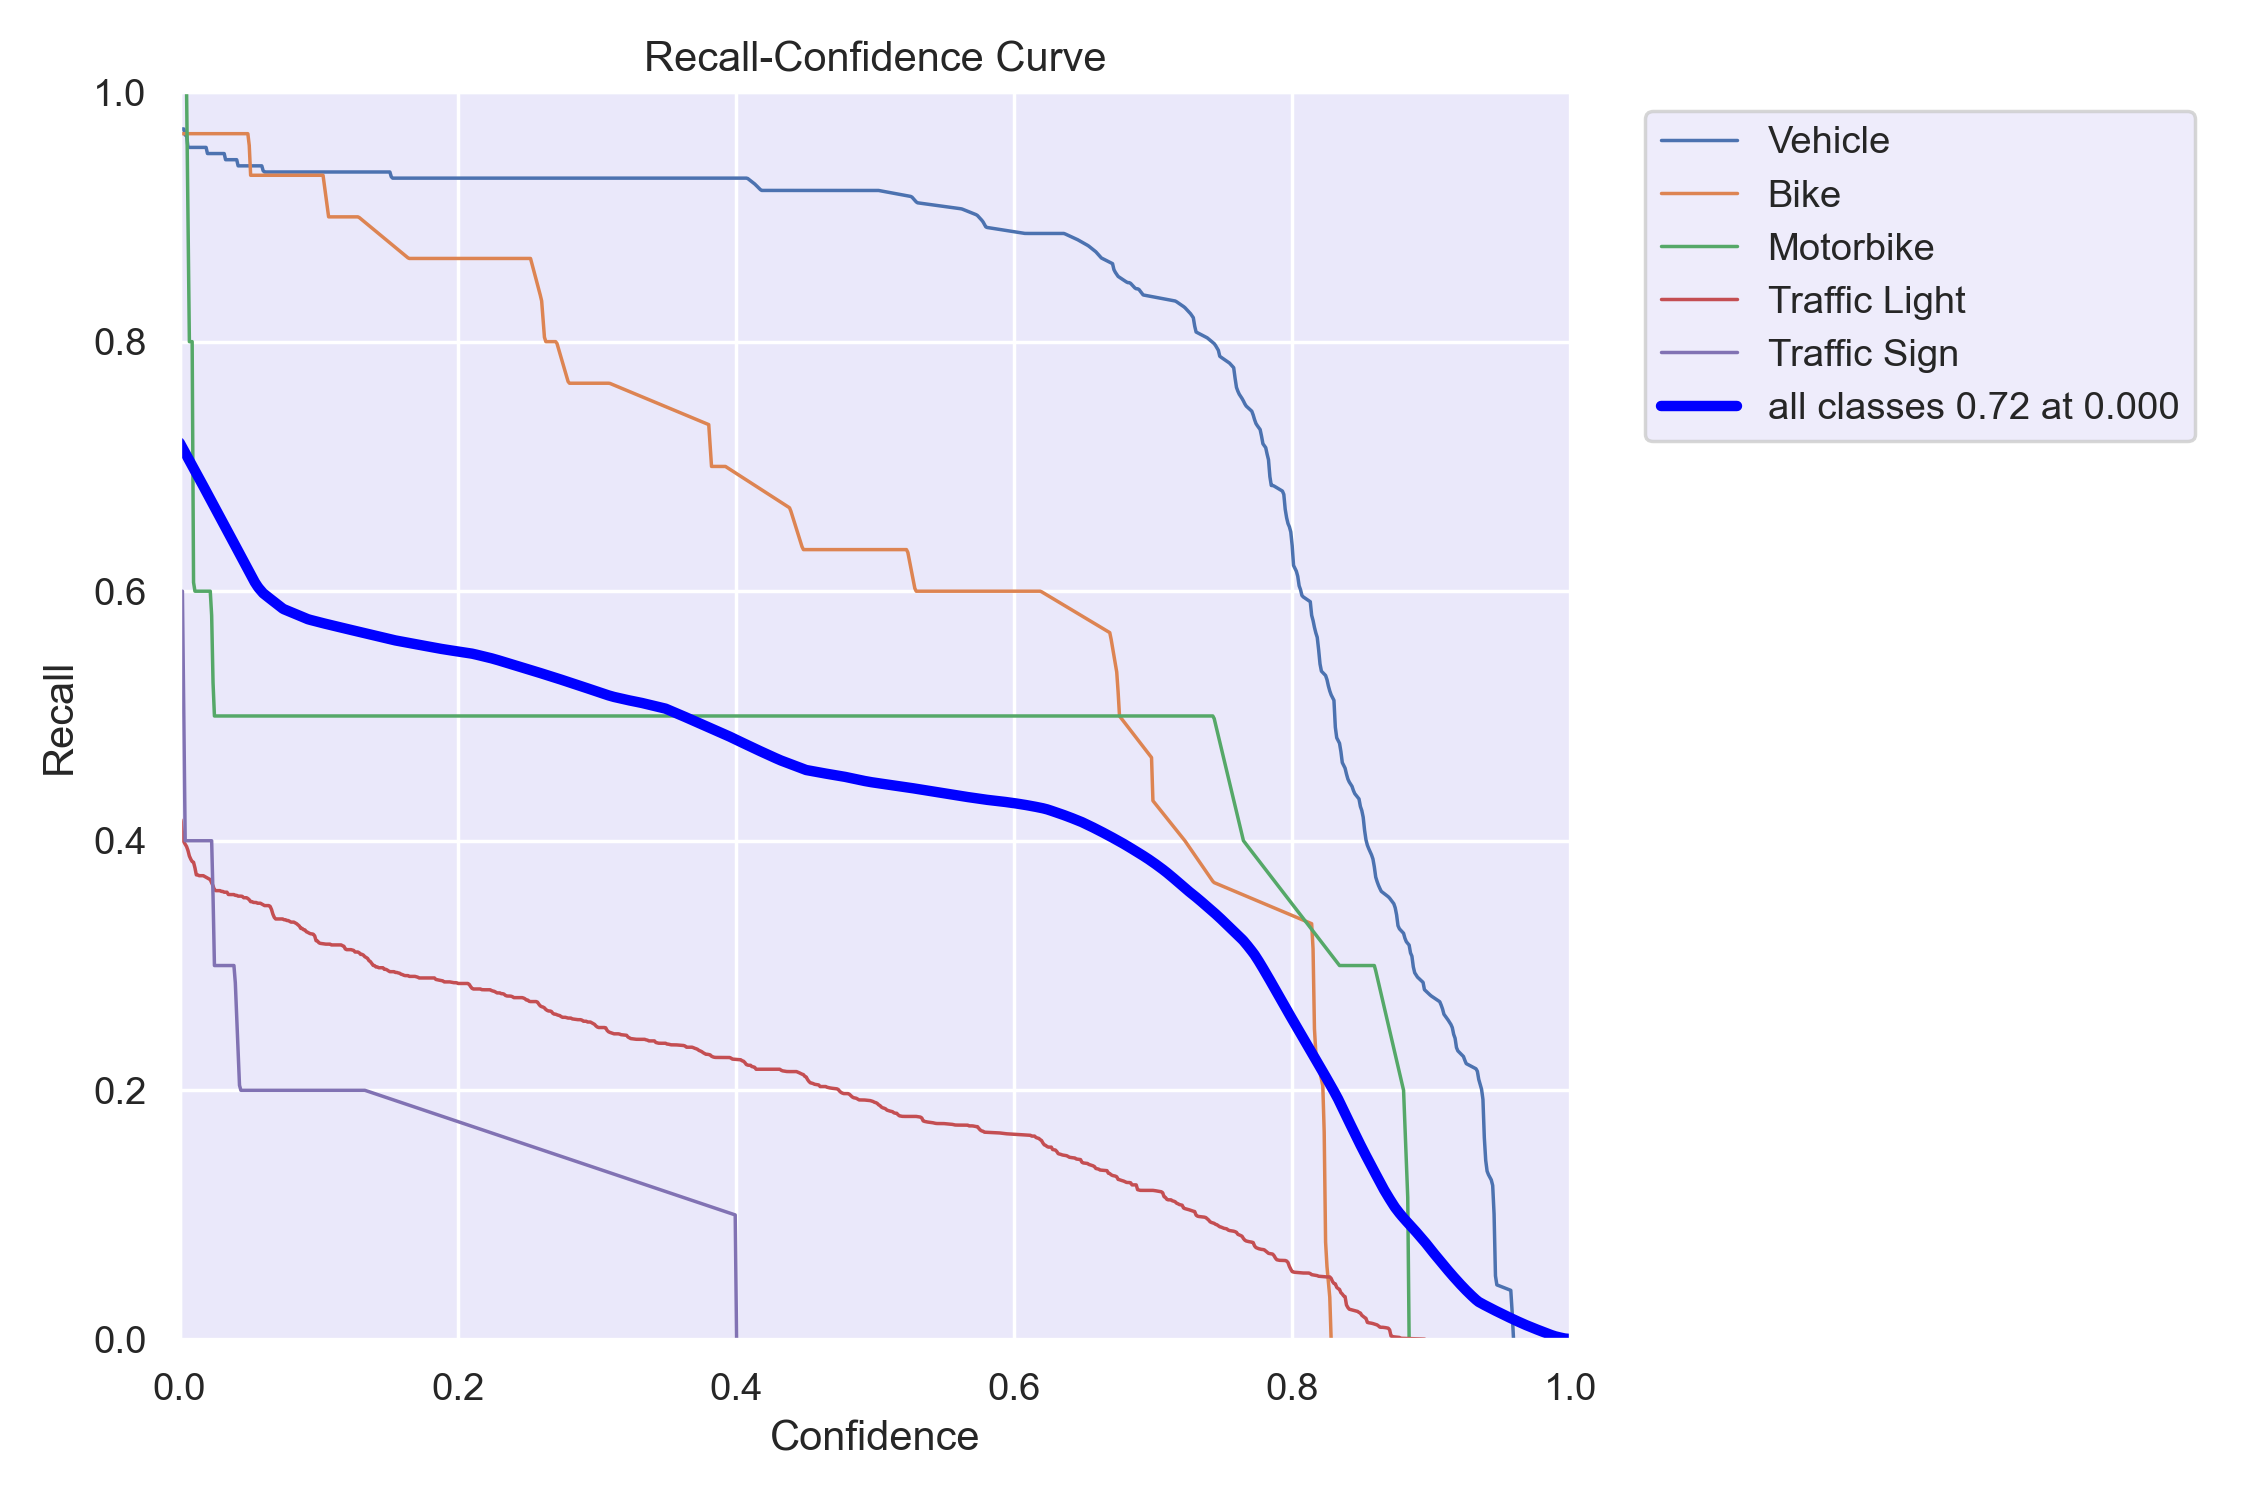 Recall-Confidence Curve
1.0
0.8
0.6
0.4
0.2
0.0
Recall
0.0 0.2 0.4 0.6 0.8 1.0
Confidence
Vehicle
Bike
Motorbike
Traffic Light
Traffic Sign
all classes 0.72 at 0.000